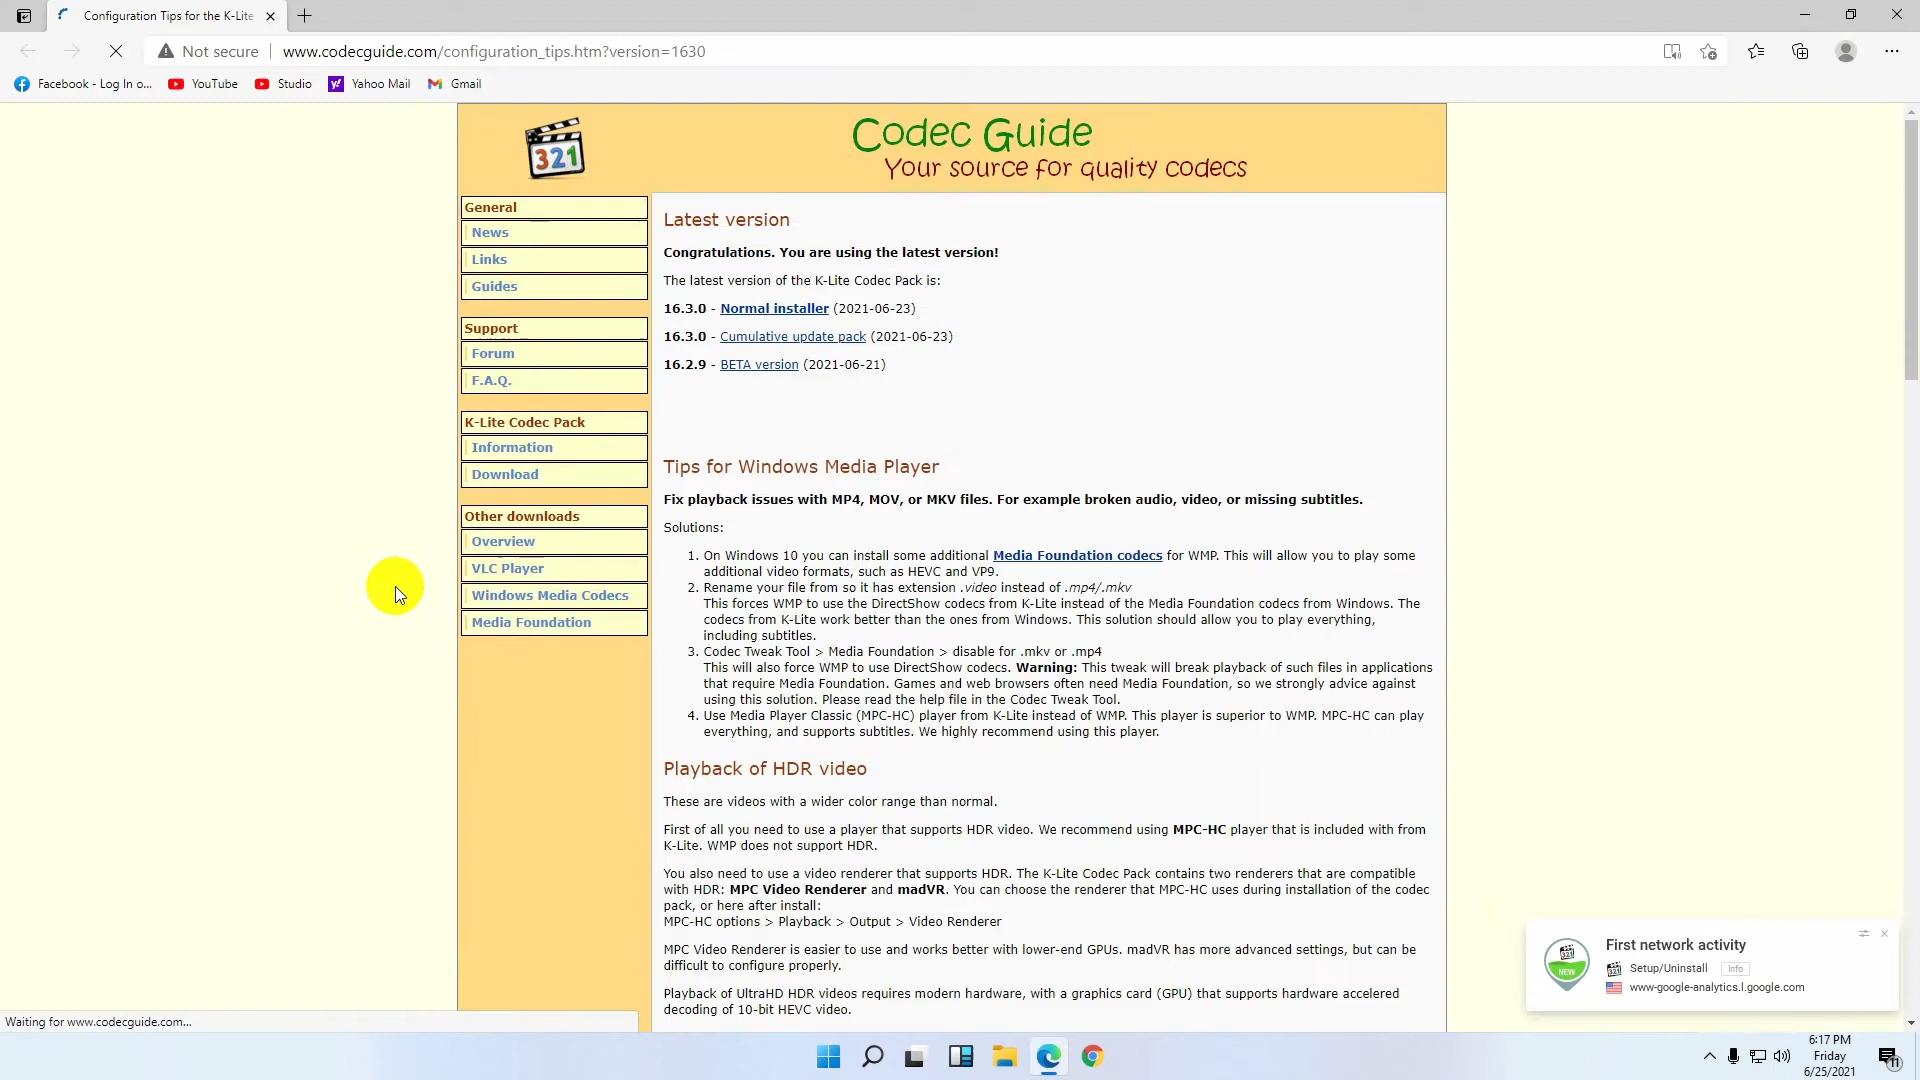 Configuration Tips for the K-Lite
Not secure
www.codecguide.com/configuration_tips.htm?version=1630
Facebook - Log In o...
YouTube
Studio
Yahoo Mail
Gmail
321
Codec Guide
Your source for quality codecs
General
News
Links
Guides
Support
Forum
F.A.Q.
K-Lite Codec Pack
Information
Download
Other downloads
Overview
VLC Player
Windows Media Codecs
Media Foundation
Latest version
Congratulations. You are using the latest version!
The latest version of the K-Lite Codec Pack is:
16.3.0 - Normal installer (2021-06-23)
16.3.0 - Cumulative update pack (2021-06-23)
16.2.9 - BETA version (2021-06-21)
Tips for Windows Media Player
Fix playback issues with MP4, MOV, or MKV files. For example broken audio, video, or missing subtitles.
Solutions:
1. On Windows 10 you can install some additional Media Foundation codecs for WMP. This will allow you to play some
additional video formats, such as HEVC and VP9.
2. Rename your file from so it has extension .video instead of .mp4/.mkv
This forces WMP to use the DirectShow codecs from K-Lite instead of the Media Foundation codecs from Windows. The
codecs from K-Lite work better than the ones from Windows. This solution should allow you to play everything,
including subtitles.
3. Codec Tweak Tool > Media Foundation > disable for .mkv or .mp4
This will also force WMP to use DirectShow codecs. Warning: This tweak will break playback of such files in applications
that require Media Foundation. Games and web browsers often need Media Foundation, so we strongly advice against
using this solution. Please read the help file in the Codec Tweak Tool.
4. Use Media Player Classic (MPC-HC) player from K-Lite instead of WMP. This player is superior to WMP. MPC-HC can play
everything, and supports subtitles. We highly recommend using this player.
Playback of HDR video
These are videos with a wider color range than normal.
First of all you need to use a player that supports HDR video. We recommend using MPC-HC player that is included with from
K-Lite. WMP does not support HDR.
You also need to use a video renderer that supports HDR. The K-Lite Codec Pack contains two renderers that are compatible
with HDR: MPC Video Renderer and madVR. You can choose the renderer that MPC-HC uses during installation of the codec
pack, or here after install:
MPC-HC options > Playback > Output > Video Renderer
MPC Video Renderer is easier to use and works better with lower-end GPUs. madVR has more advanced settings, but can be
difficult to configure properly.
Playback of UltraHD HDR videos requires modern hardware, with a graphics card (GPU) that supports hardware accelered
decoding of 10-bit HEVC video.
First network activity
321
NEW
Setup/Uninstall
Info
www-google-analytics.l.google.com
Waiting for www.codecguide.com...
6:17 PM
Friday
6/25/2021
11